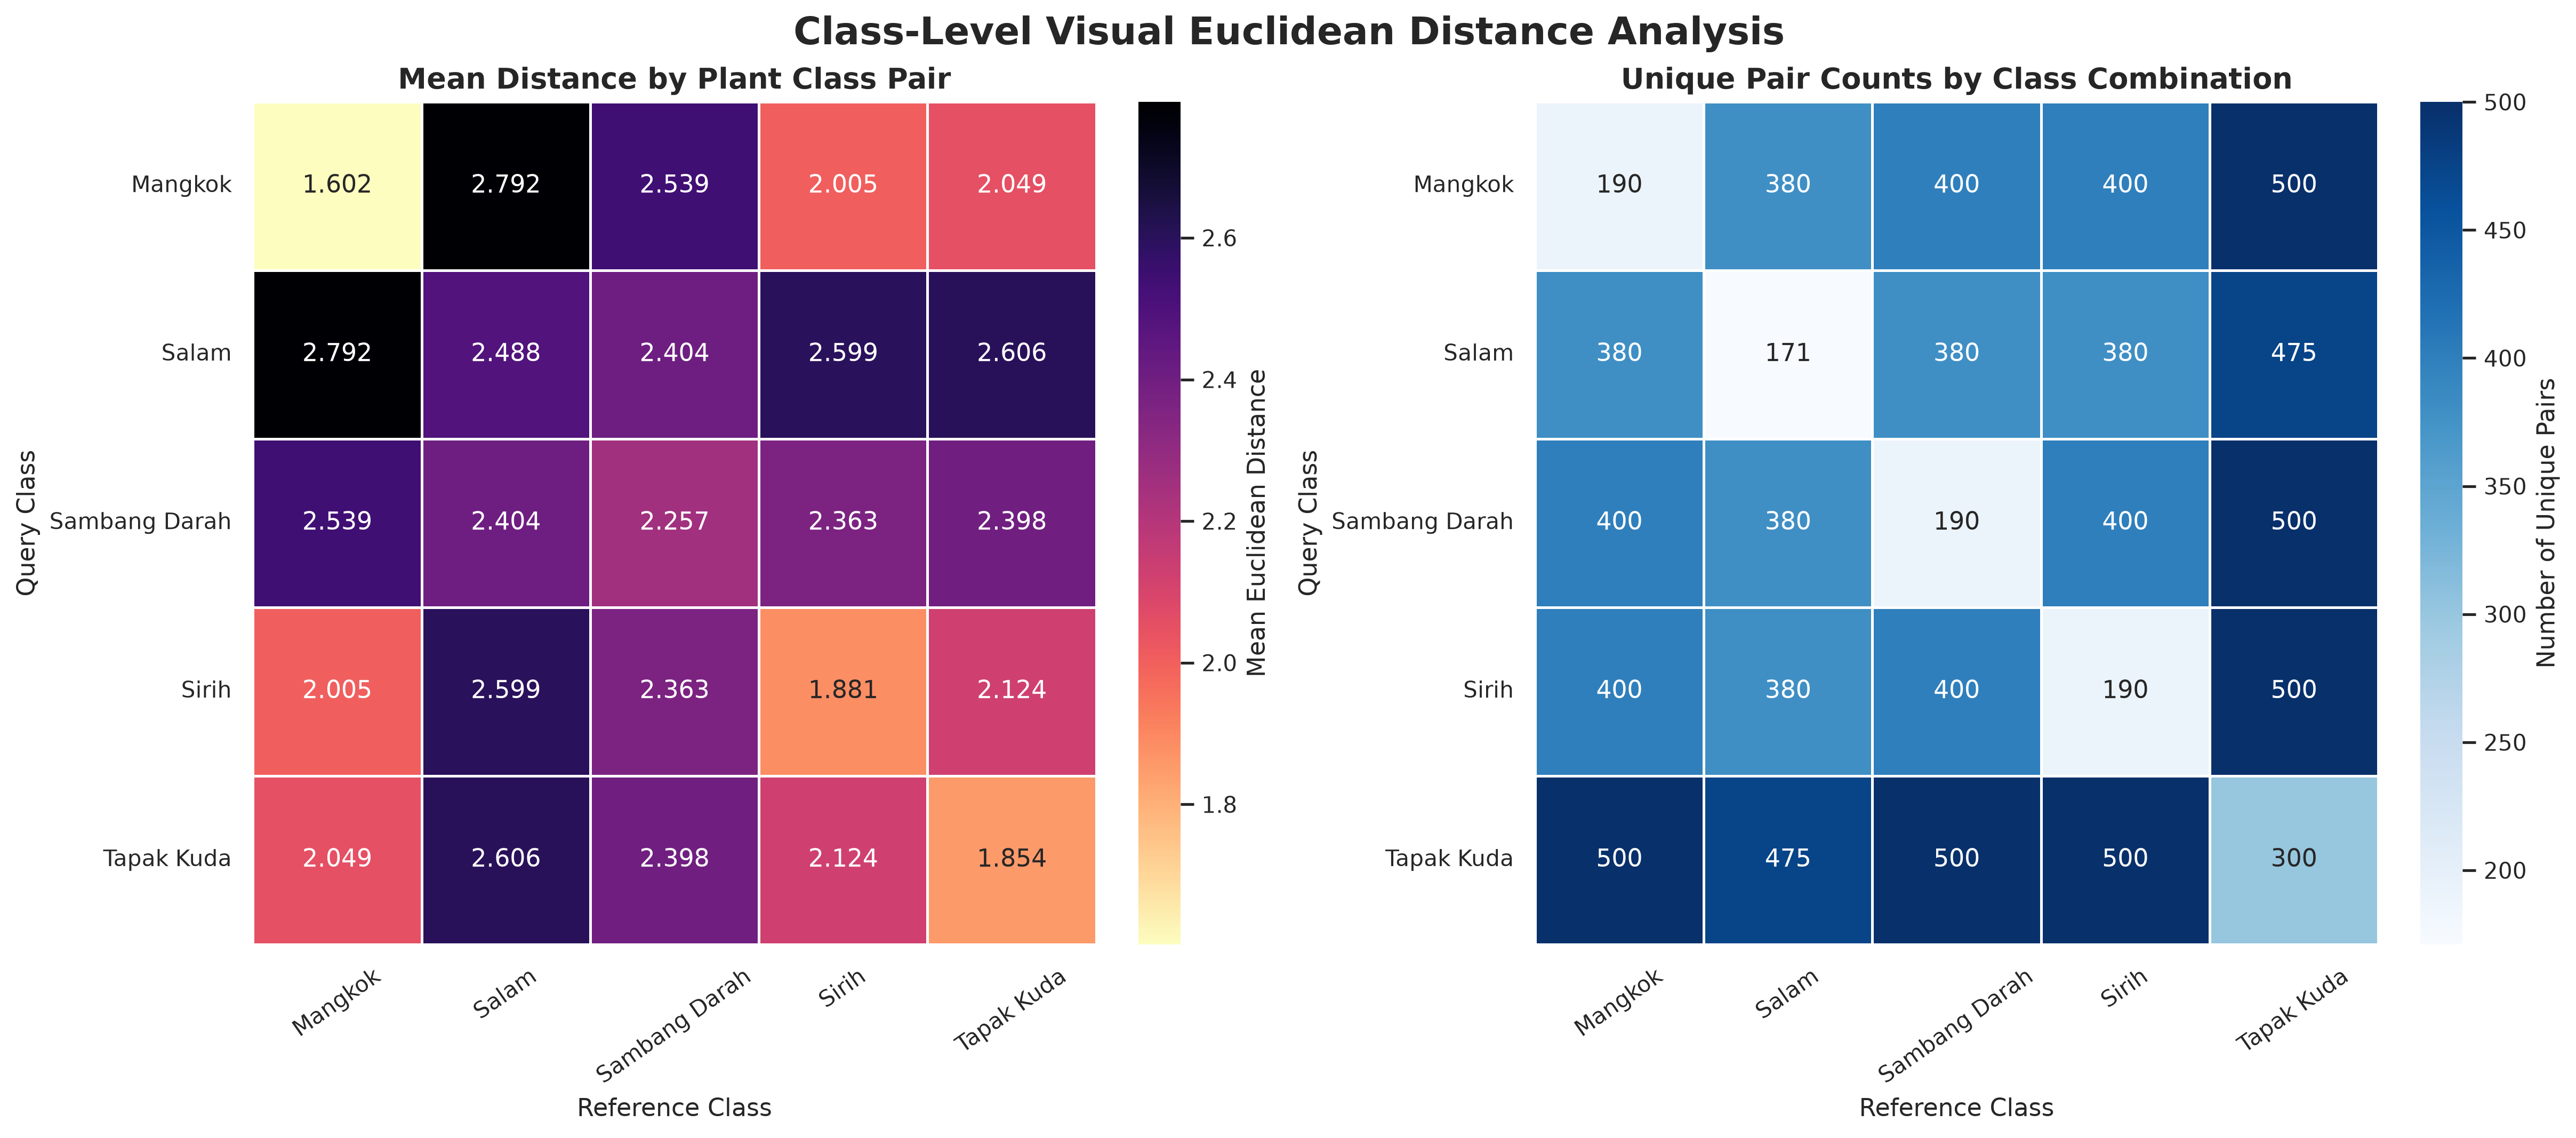 Class-Level Visual Euclidean Distance Analysis
Mean Distance by Plant Class Pair
Query Class
Mangkok 1.602 2.792 2.539 2.005 2.049
Salam 2.792 2.488 2.404 2.599 2.606
Sambang Darah 2.539 2.404 2.257 2.363 2.398
Sirih 2.005 2.599 2.363 1.881 2.124
Tapak Kuda 2.049 2.606 2.398 2.124 1.854
Mangkok Salam Sambang Darah Sirih Tapak Kuda
Reference Class
2.6
2.4
2.2
2.0
1.8
Mean Euclidean Distance
Unique Pair Counts by Class Combination
Query Class
Mangkok 190 380 400 400 500
Salam 380 171 380 380 475
Sambang Darah 400 380 190 400 500
Sirih 400 380 400 190 500
Tapak Kuda 500 475 500 500 300
Mangkok Salam Sambang Darah Sirih Tapak Kuda
Reference Class
500
450
400
350
300
250
200
Number of Unique Pairs